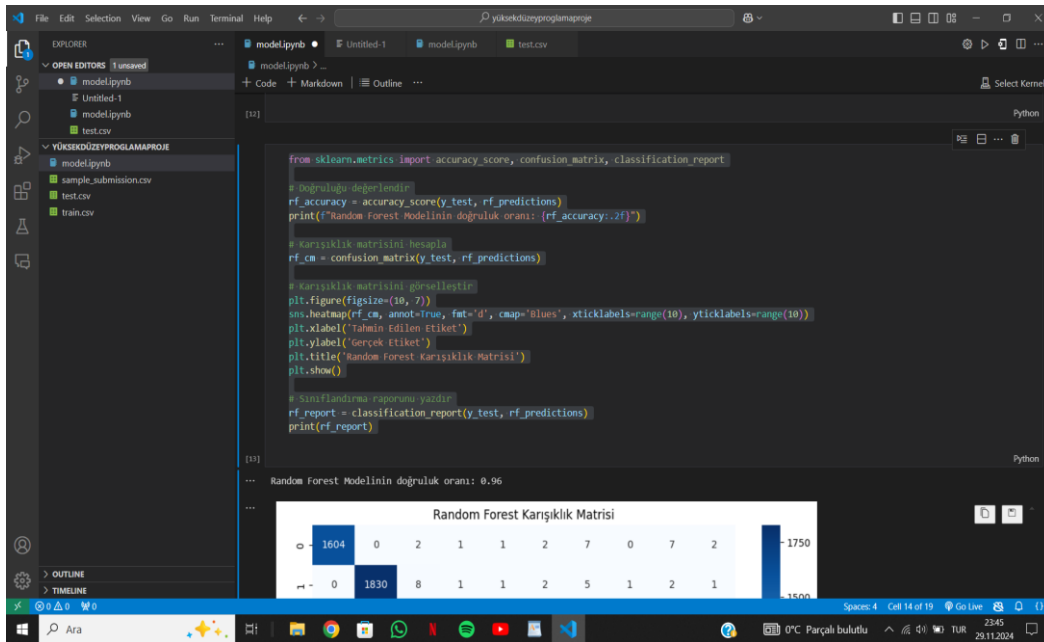 File Edit Selection View Go Run Terminal Help
yüksekdüzeyproglamaproje
EXPLORER
OPEN EDITORS 1 unsaved
model.ipynb
Untitled-1
model.ipynb
test.csv
YÜKSEKDÜZEYPROGLAMAPROJE
model.ipynb
sample_submission.csv
test.csv
train.csv
OUTLINE
TIMELINE
model.ipynb Untitled-1 model.ipynb test.csv
model.ipynb > ...
+ Code + Markdown | Outline ...
Select Kernel
[12] Python
from sklearn.metrics import accuracy_score, confusion_matrix, classification_report
# Doğruluğu değerlendir
rf_accuracy = accuracy_score(y_test, rf_predictions)
print(f"Random Forest Modelinin doğruluk oranı: {rf_accuracy:.2f}")
# Karışıklık matrisini hesapla
rf_cm = confusion_matrix(y_test, rf_predictions)
# Karışıklık matrisini görselleştir
plt.figure(figsize=(10, 7))
sns.heatmap(rf_cm, annot=True, fmt='d', cmap='Blues', xticklabels=range(10), yticklabels=range(10))
plt.xlabel('Tahmin Edilen Etiket')
plt.ylabel('Gerçek Etiket')
plt.title('Random Forest Karışıklık Matrisi')
plt.show()
# Sınıflandırma raporunu yazdır
rf_report = classification_report(y_test, rf_predictions)
print(rf_report)
[13] Python
Random Forest Modelinin doğruluk oranı: 0.96
Random Forest Karışıklık Matrisi
0 1604 0 2 1 1 2 7 0 7 2 1750
1 0 1830 8 1 1 2 5 1 2 1
1500
0 0 0 Spaces: 4 Cell 14 of 19 Go Live
Ara 0°C Parçalı bulutlu TUR 23:45
29.11.2024